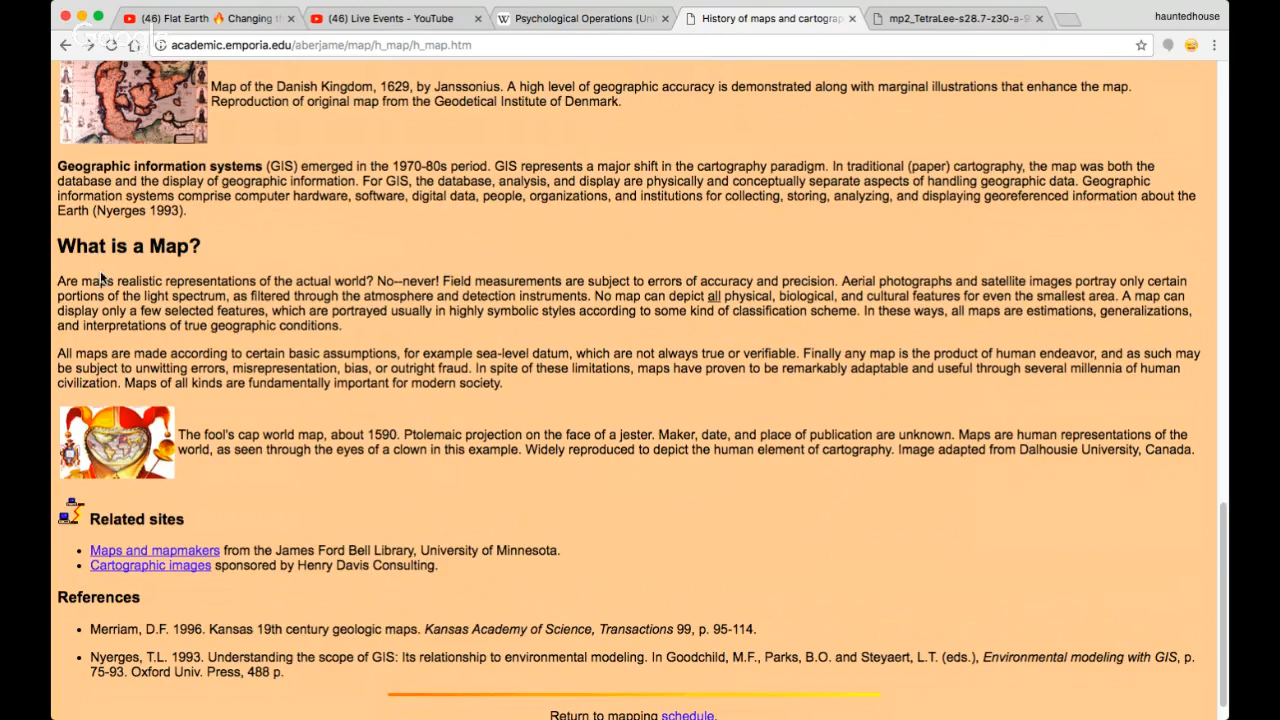 (46) Flat Earth 🔥 Changing th
(46) Live Events - YouTube
Psychological Operations (Uni
History of maps and cartograp
mp2_TetraLee-s28.7-z30-a-9
hauntedhouse
Google
academic.emporia.edu/aberjame/map/h_map/h_map.htm
Map of the Danish Kingdom, 1629, by Janssonius. A high level of geographic accuracy is demonstrated along with marginal illustrations that enhance the map.
Reproduction of original map from the Geodetical Institute of Denmark.
Geographic information systems (GIS) emerged in the 1970-80s period. GIS represents a major shift in the cartography paradigm. In traditional (paper) cartography, the map was both the
database and the display of geographic information. For GIS, the database, analysis, and display are physically and conceptually separate aspects of handling geographic data. Geographic
information systems comprise computer hardware, software, digital data, people, organizations, and institutions for collecting, storing, analyzing, and displaying georeferenced information about the
Earth (Nyerges 1993).
What is a Map?
Are maps realistic representations of the actual world? No--never! Field measurements are subject to errors of accuracy and precision. Aerial photographs and satellite images portray only certain
portions of the light spectrum, as filtered through the atmosphere and detection instruments. No map can depict all physical, biological, and cultural features for even the smallest area. A map can
display only a few selected features, which are portrayed usually in highly symbolic styles according to some kind of classification scheme. In these ways, all maps are estimations, generalizations,
and interpretations of true geographic conditions.
All maps are made according to certain basic assumptions, for example sea-level datum, which are not always true or verifiable. Finally any map is the product of human endeavor, and as such may
be subject to unwitting errors, misrepresentation, bias, or outright fraud. In spite of these limitations, maps have proven to be remarkably adaptable and useful through several millennia of human
civilization. Maps of all kinds are fundamentally important for modern society.
The fool's cap world map, about 1590. Ptolemaic projection on the face of a jester. Maker, date, and place of publication are unknown. Maps are human representations of the
world, as seen through the eyes of a clown in this example. Widely reproduced to depict the human element of cartography. Image adapted from Dalhousie University, Canada.
Related sites
• Maps and mapmakers from the James Ford Bell Library, University of Minnesota.
• Cartographic images sponsored by Henry Davis Consulting.
References
• Merriam, D.F. 1996. Kansas 19th century geologic maps. Kansas Academy of Science, Transactions 99, p. 95-114.
• Nyerges, T.L. 1993. Understanding the scope of GIS: Its relationship to environmental modeling. In Goodchild, M.F., Parks, B.O. and Steyaert, L.T. (eds.), Environmental modeling with GIS, p.
75-93. Oxford Univ. Press, 488 p.
Return to mapping schedule.